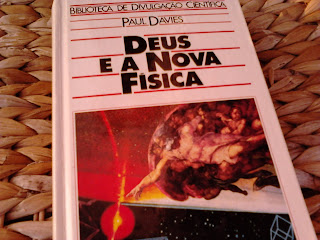 BIBLIOTECA DE DIVULGAÇÃO CIENTÍFICA
PAUL DAVIES
DEUS
E A NOVA
FÍSICA